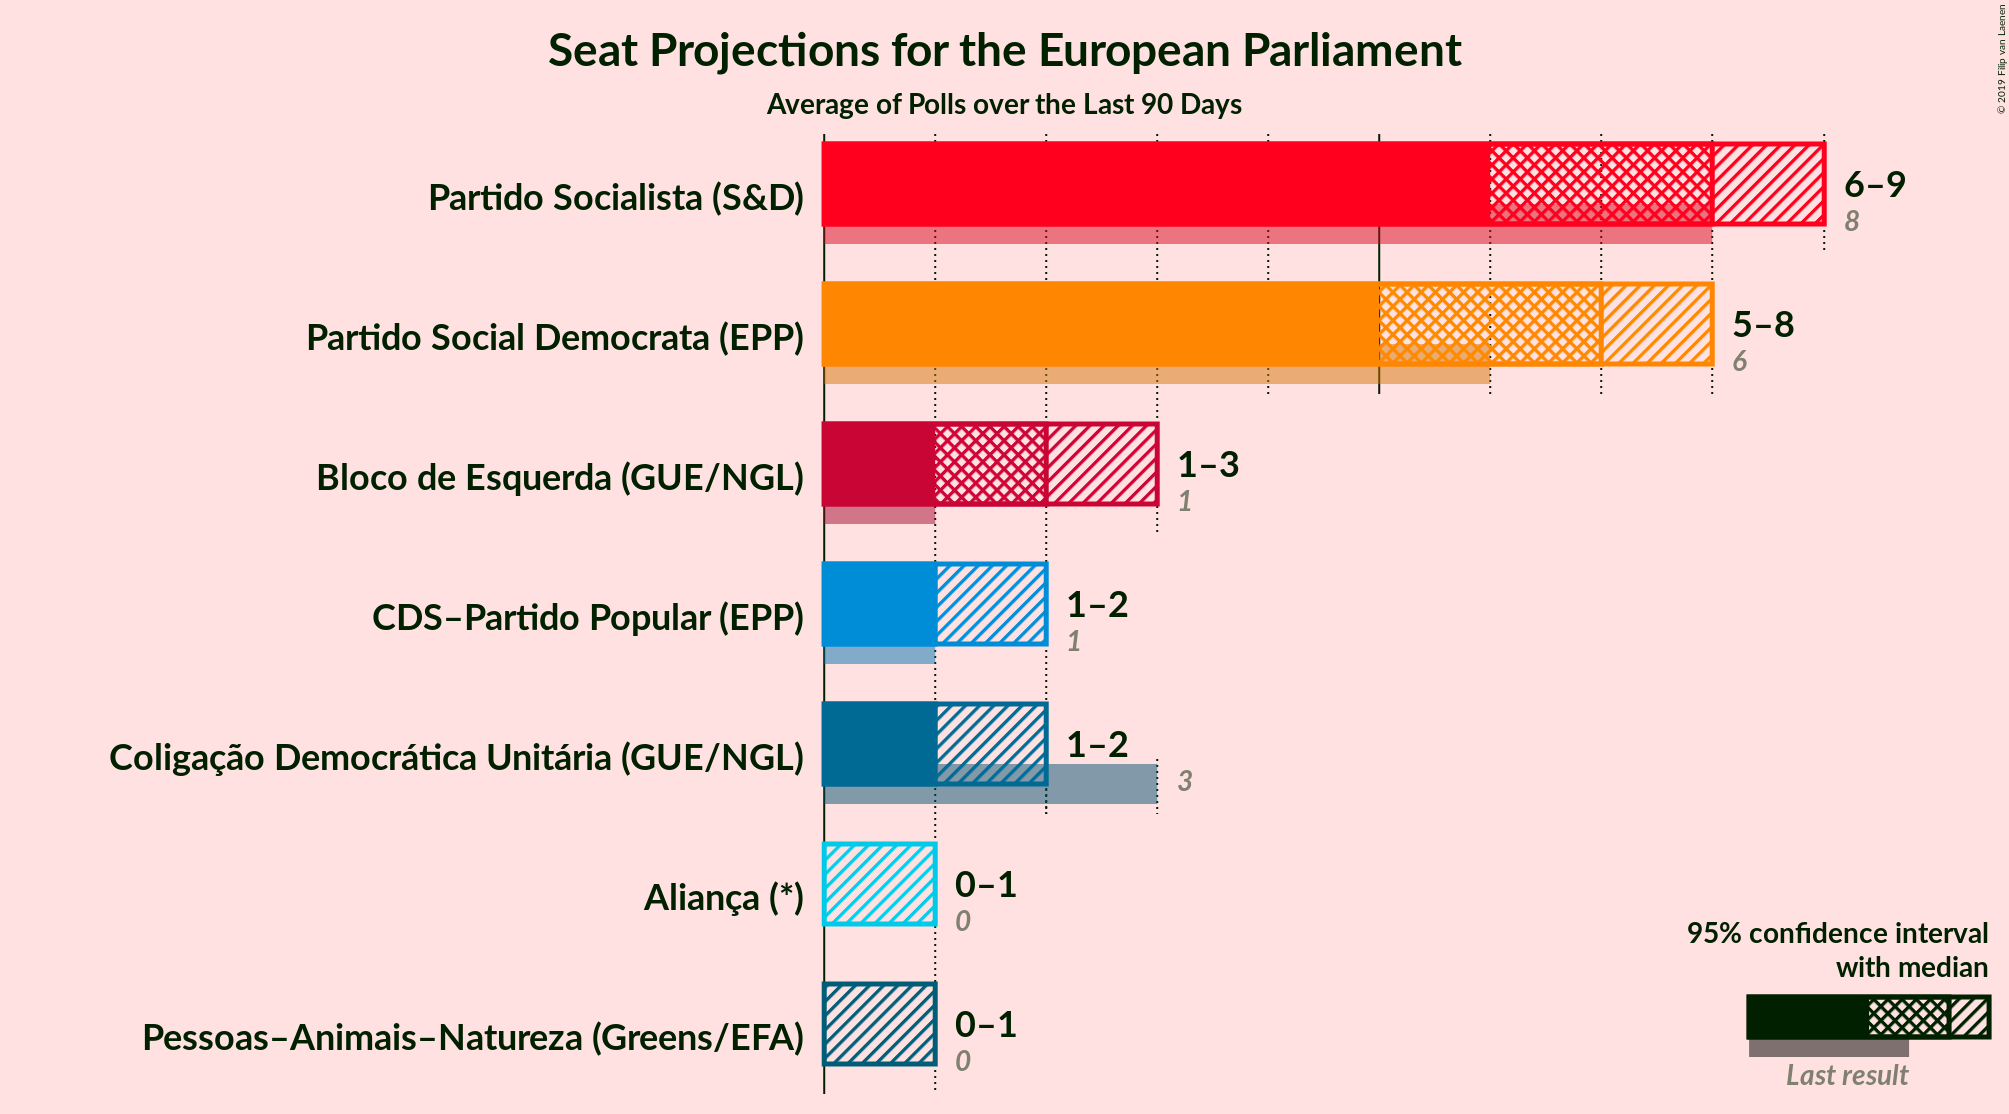 Seat Projections for the European Parliament
Average of Polls over the Last 90 Days
© 2019 Filip van Laenen
Partido Socialista (S&D)
6–9
8
Partido Social Democrata (EPP)
5–8
6
Bloco de Esquerda (GUE/NGL)
1–3
1
CDS–Partido Popular (EPP)
1–2
1
Coligação Democrática Unitária (GUE/NGL)
1–2
3
Aliança (*)
0–1
0
Pessoas–Animais–Natureza (Greens/EFA)
0–1
0
95% confidence interval
with median
Last result